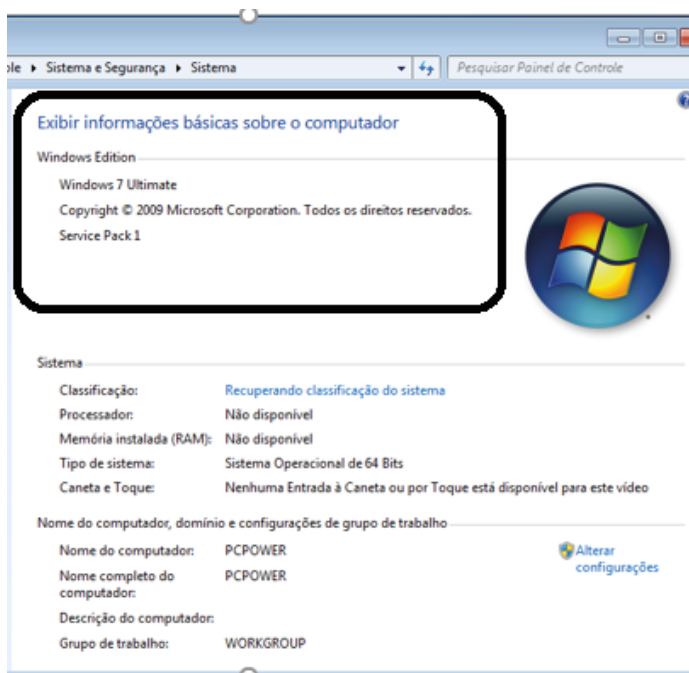 ole ▸ Sistema e Segurança ▸ Sistema
Pesquisar Painel de Controle
Exibir informações básicas sobre o computador
Windows Edition
Windows 7 Ultimate
Copyright © 2009 Microsoft Corporation. Todos os direitos reservados.
Service Pack 1
Sistema
Classificação: Recuperando classificação do sistema
Processador: Não disponível
Memória instalada (RAM): Não disponível
Tipo de sistema: Sistema Operacional de 64 Bits
Caneta e Toque: Nenhuma Entrada à Caneta ou por Toque está disponível para este vídeo
Nome do computador, domínio e configurações de grupo de trabalho
Nome do computador: PCPOWER
Alterar
configurações
Nome completo do PCPOWER
computador:
Descrição do computador:
Grupo de trabalho: WORKGROUP